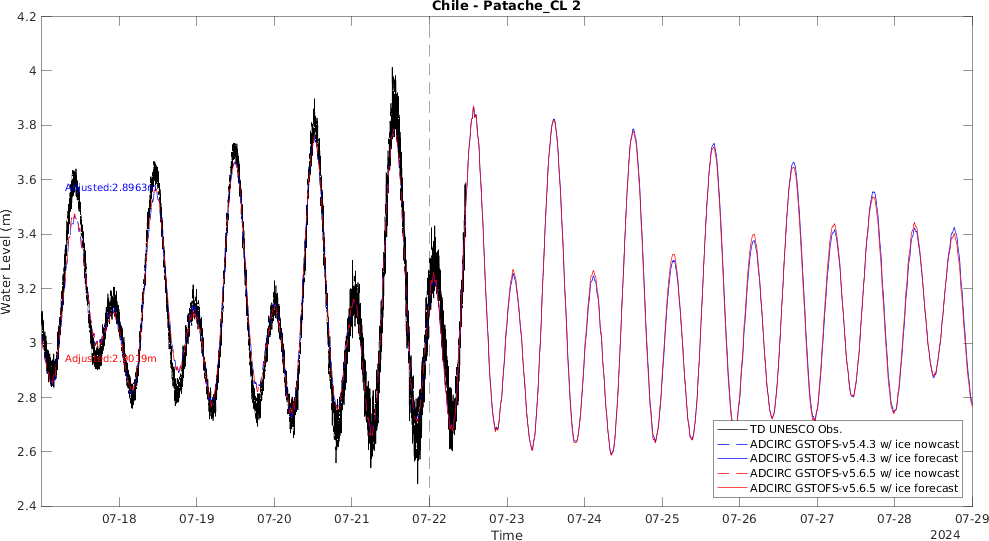 Chile - Patache_CL 2
4.2
4
3.8
3.6
3.4
3.2
3
2.8
2.6
2.4
Water Level (m)
Adjusted:2.8963m
Adjusted:2.9019m
TD UNESCO Obs.
ADCIRC GSTOFS-v5.4.3 w/ ice nowcast
ADCIRC GSTOFS-v5.4.3 w/ ice forecast
ADCIRC GSTOFS-v5.6.5 w/ ice nowcast
ADCIRC GSTOFS-v5.6.5 w/ ice forecast
07-18 07-19 07-20 07-21 07-22 07-23 07-24 07-25 07-26 07-27 07-28 07-29
Time
2024